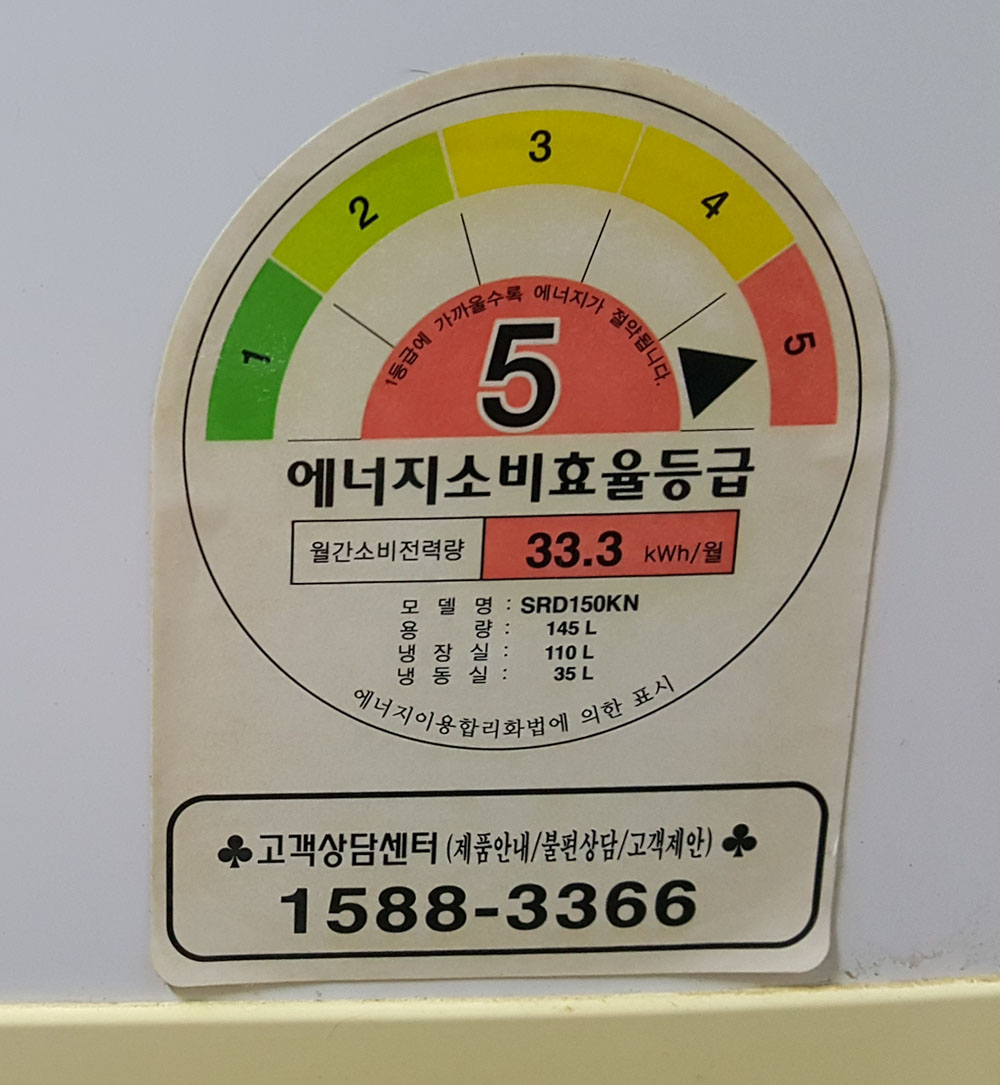 1
2
3
4
5
1등급에 가까울수록 에너지가 절약됩니다.
5
에너지소비효율등급
월간소비전력량 33.3 kWh/월
모 델 명 : SRD150KN
용 량 : 145 L
냉 장 실 : 110 L
냉 동 실 : 35 L
에너지이용합리화법에 의한 표시
♣고객상담센터 (제품안내/불편상담/고객제안) ♣
1588-3366